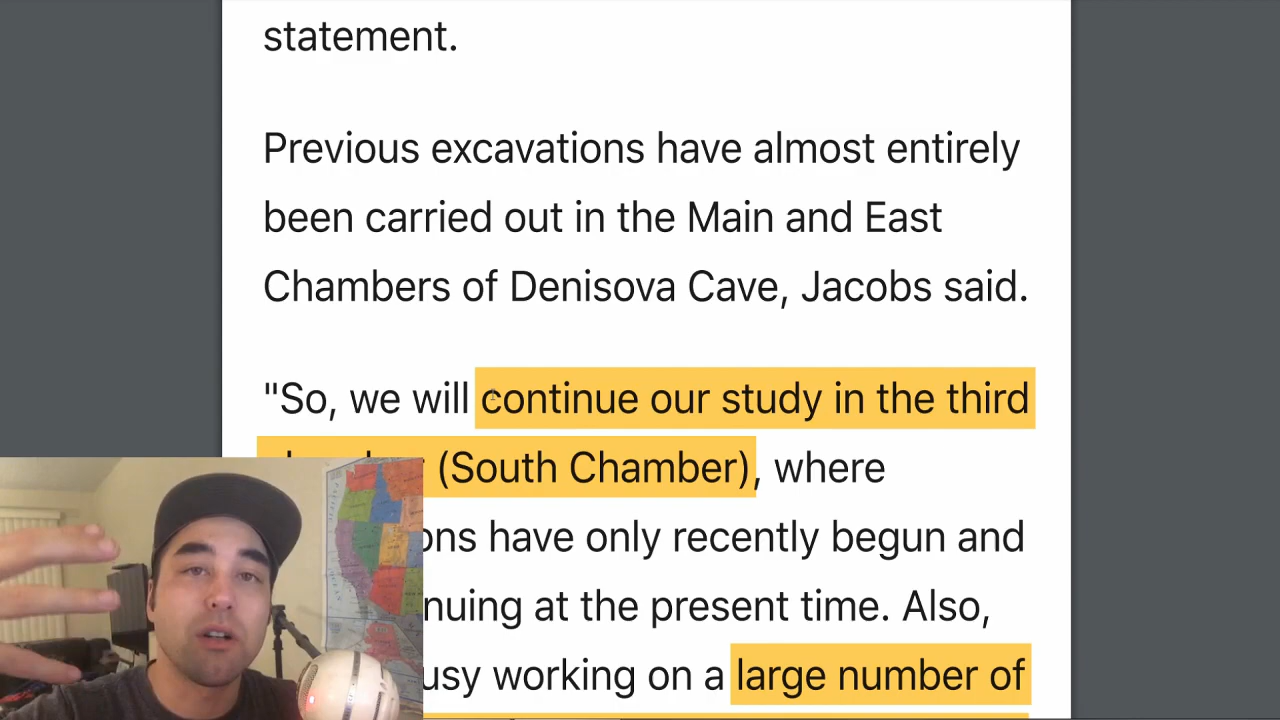 statement.
Previous excavations have almost entirely
been carried out in the Main and East
Chambers of Denisova Cave, Jacobs said.
"So, we will continue our study in the third
(South Chamber), where
ons have only recently begun and
nuing at the present time. Also,
usy working on a large number of